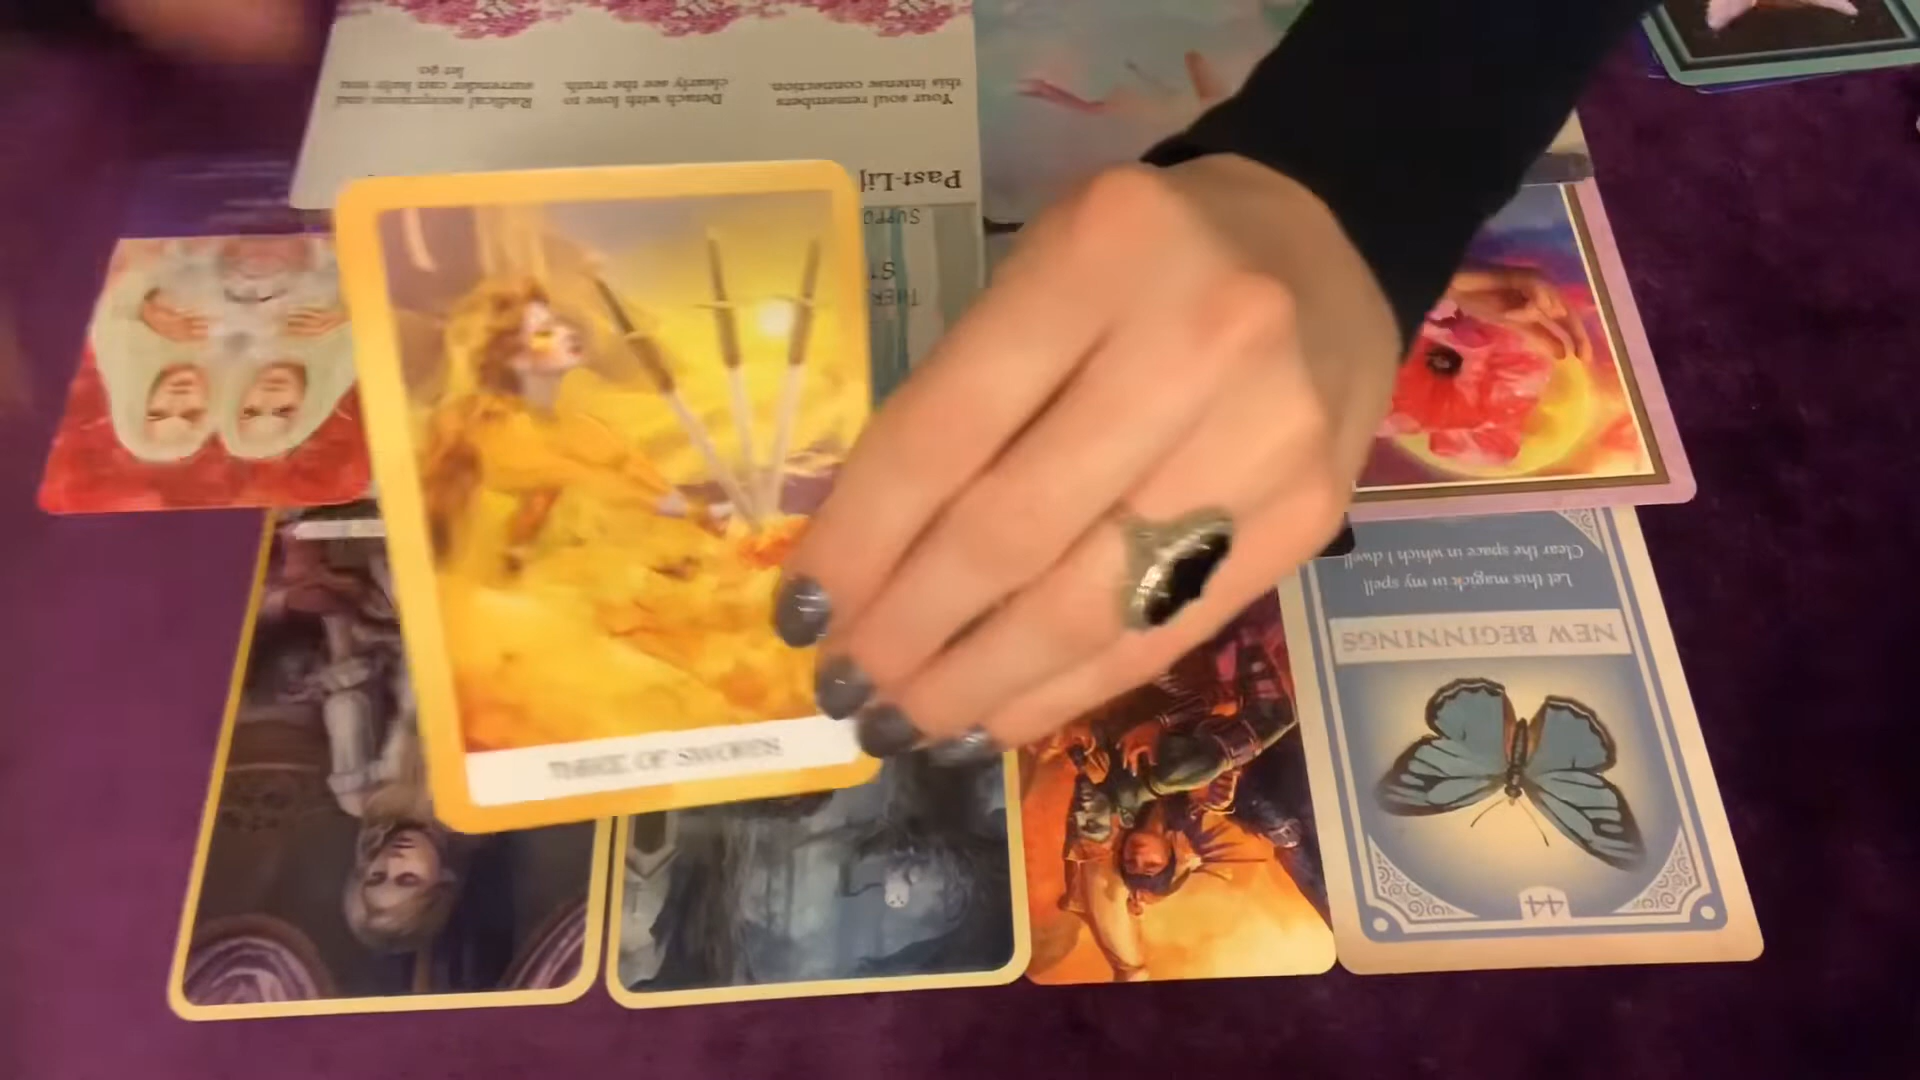 Your soul remembers
this intense connection.
Detach with love to
clearly see the truth.
Radical acceptance and
surrender can help you
let go.
Past-Li
SUPPO
THER
THREE OF SWORDS
Clear the space in which I dwell
Let this magick in my spell
NEW BEGINNINGS
44